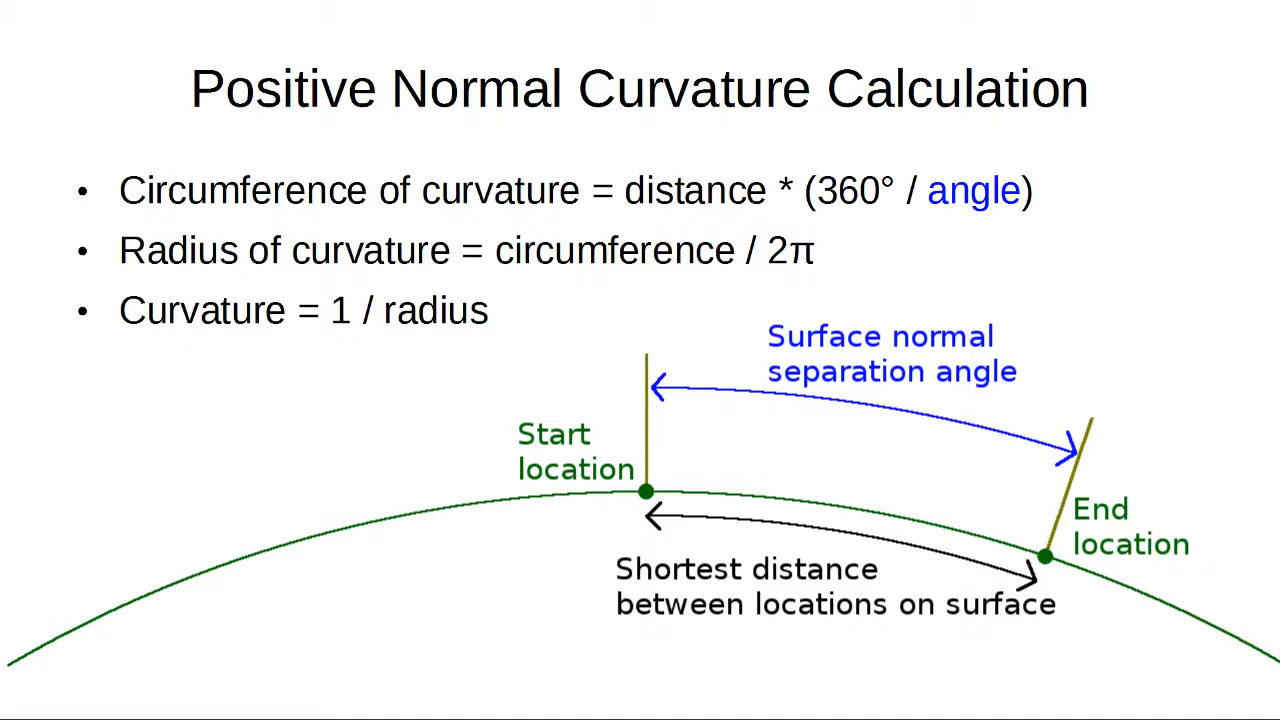 Positive Normal Curvature Calculation
• Circumference of curvature = distance * (360° / angle)
• Radius of curvature = circumference / 2π
• Curvature = 1 / radius
Surface normal
separation angle
Start
location
End
location
Shortest distance
between locations on surface